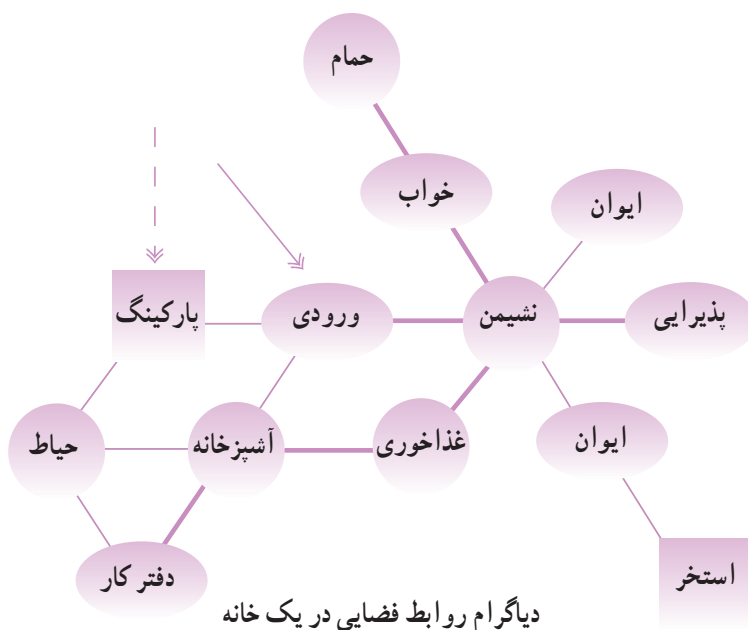 حمام
خواب
ایوان
پارکینگ
ورودی
نشیمن
پذیرایی
حیاط
آشپزخانه
غذاخوری
ایوان
دفتر کار
استخر
دیاگرام روابط فضایی در یک خانه